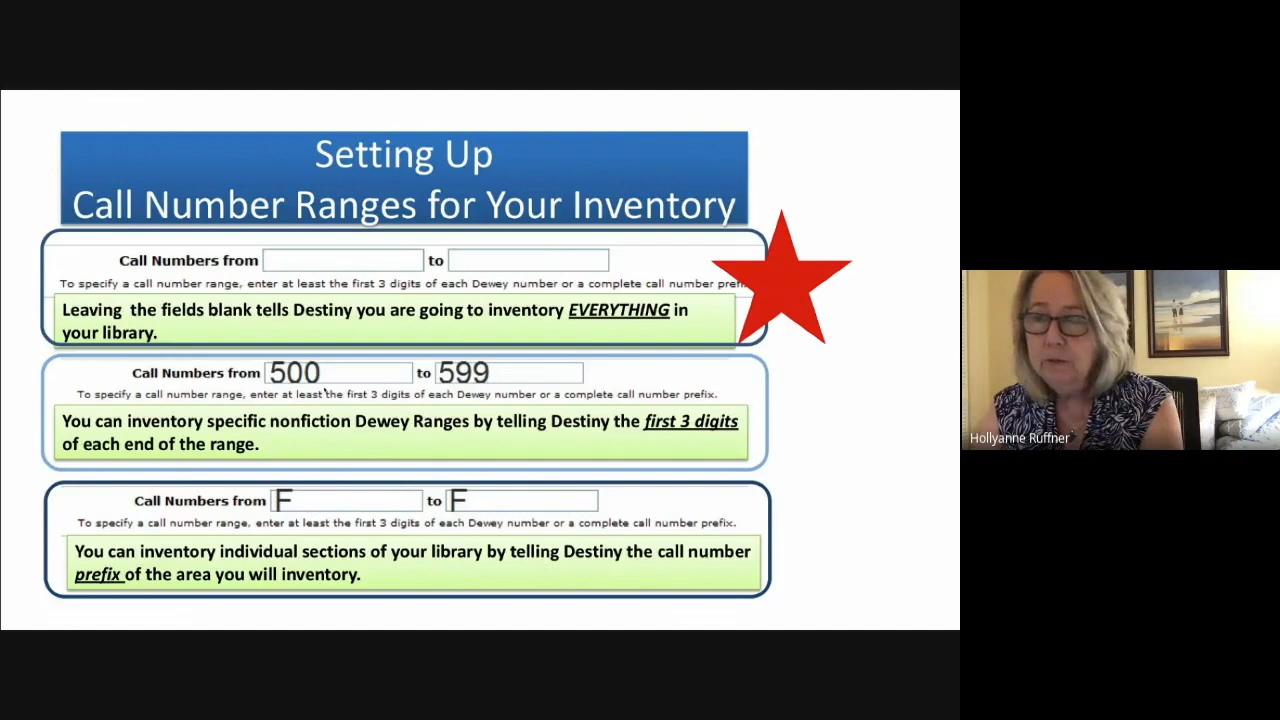 Setting Up
Call Number Ranges for Your Inventory
Call Numbers from to
To specify a call number range, enter at least the first 3 digits of each Dewey number or a complete call number
Leaving the fields blank tells Destiny you are going to inventory EVERYTHING in
your library.
Call Numbers from 500 to 599
To specify a call number range, enter at least the first 3 digits of each Dewey number or a complete call number prefix.
You can inventory specific nonfiction Dewey Ranges by telling Destiny the first 3 digits
of each end of the range.
Call Numbers from F to F
To specify a call number range, enter at least the first 3 digits of each Dewey number or a complete call number prefix.
You can inventory individual sections of your library by telling Destiny the call number
prefix of the area you will inventory.
Hollyanne Ruffner